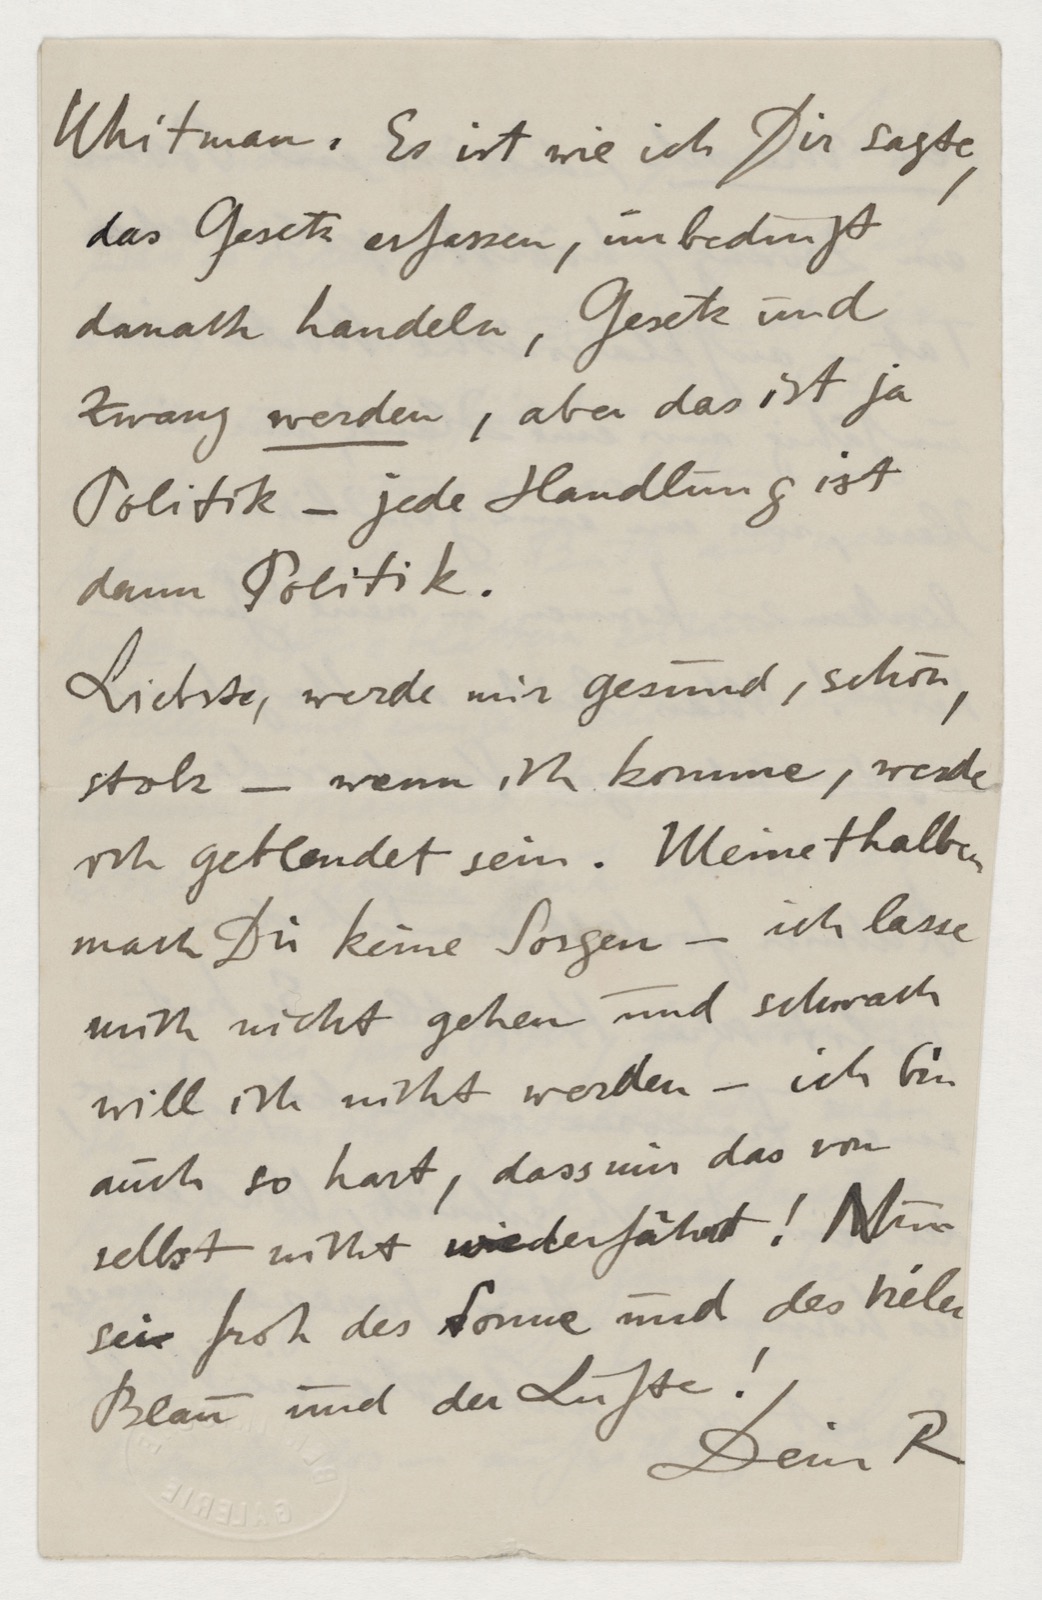 Whitman. Es ist wie ich Dir sagte,
das Gesetz erfassen, unbedingt
danach handeln, Gesetz und
Zwang werden, aber das ist ja
Politik – jede Handlung ist
dann Politik.
Liebste, werde mir gesund, schön,
stolz – wenn ich komme, werde
ich geblendet sein. Meinethalben
mach Dir keine Sorgen – ich lasse
mich nicht gehen und schwach
will ich nicht werden – ich bin
auch so hart, dass mir das von
selbst nicht wiederfährt! Nun
sei froh der Sonne und des vielen
Blau und der Lüfte!
Dein R
GALERIE